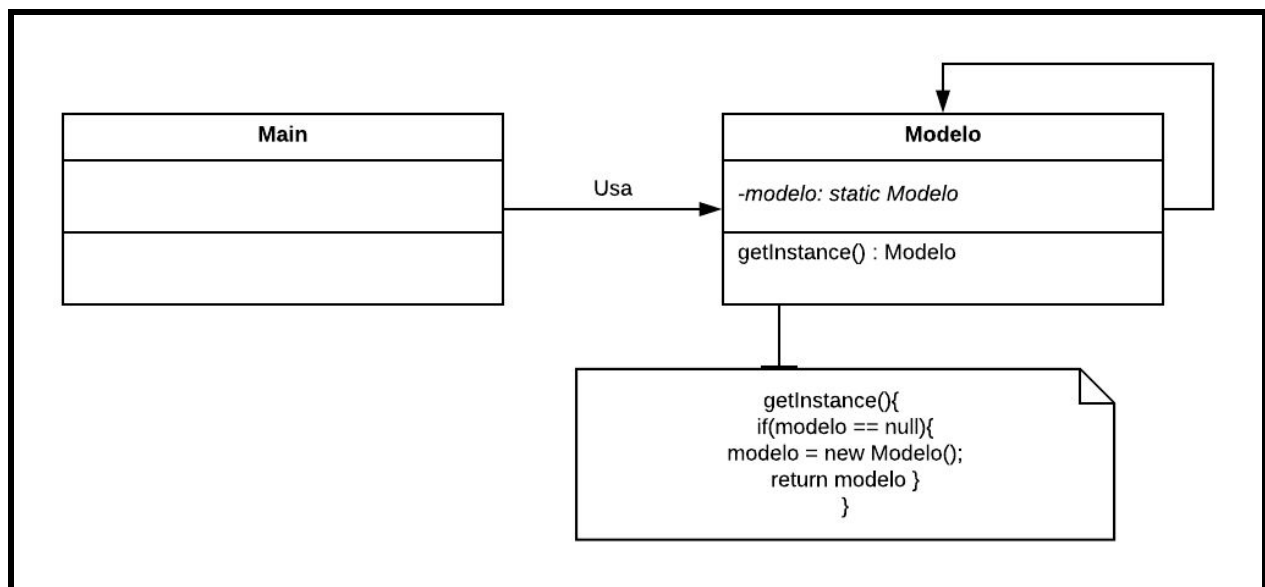 Main
Usa
Modelo
-modelo: static Modelo
getInstance() : Modelo
getInstance(){
if(modelo == null){
modelo = new Modelo();
return modelo }
}